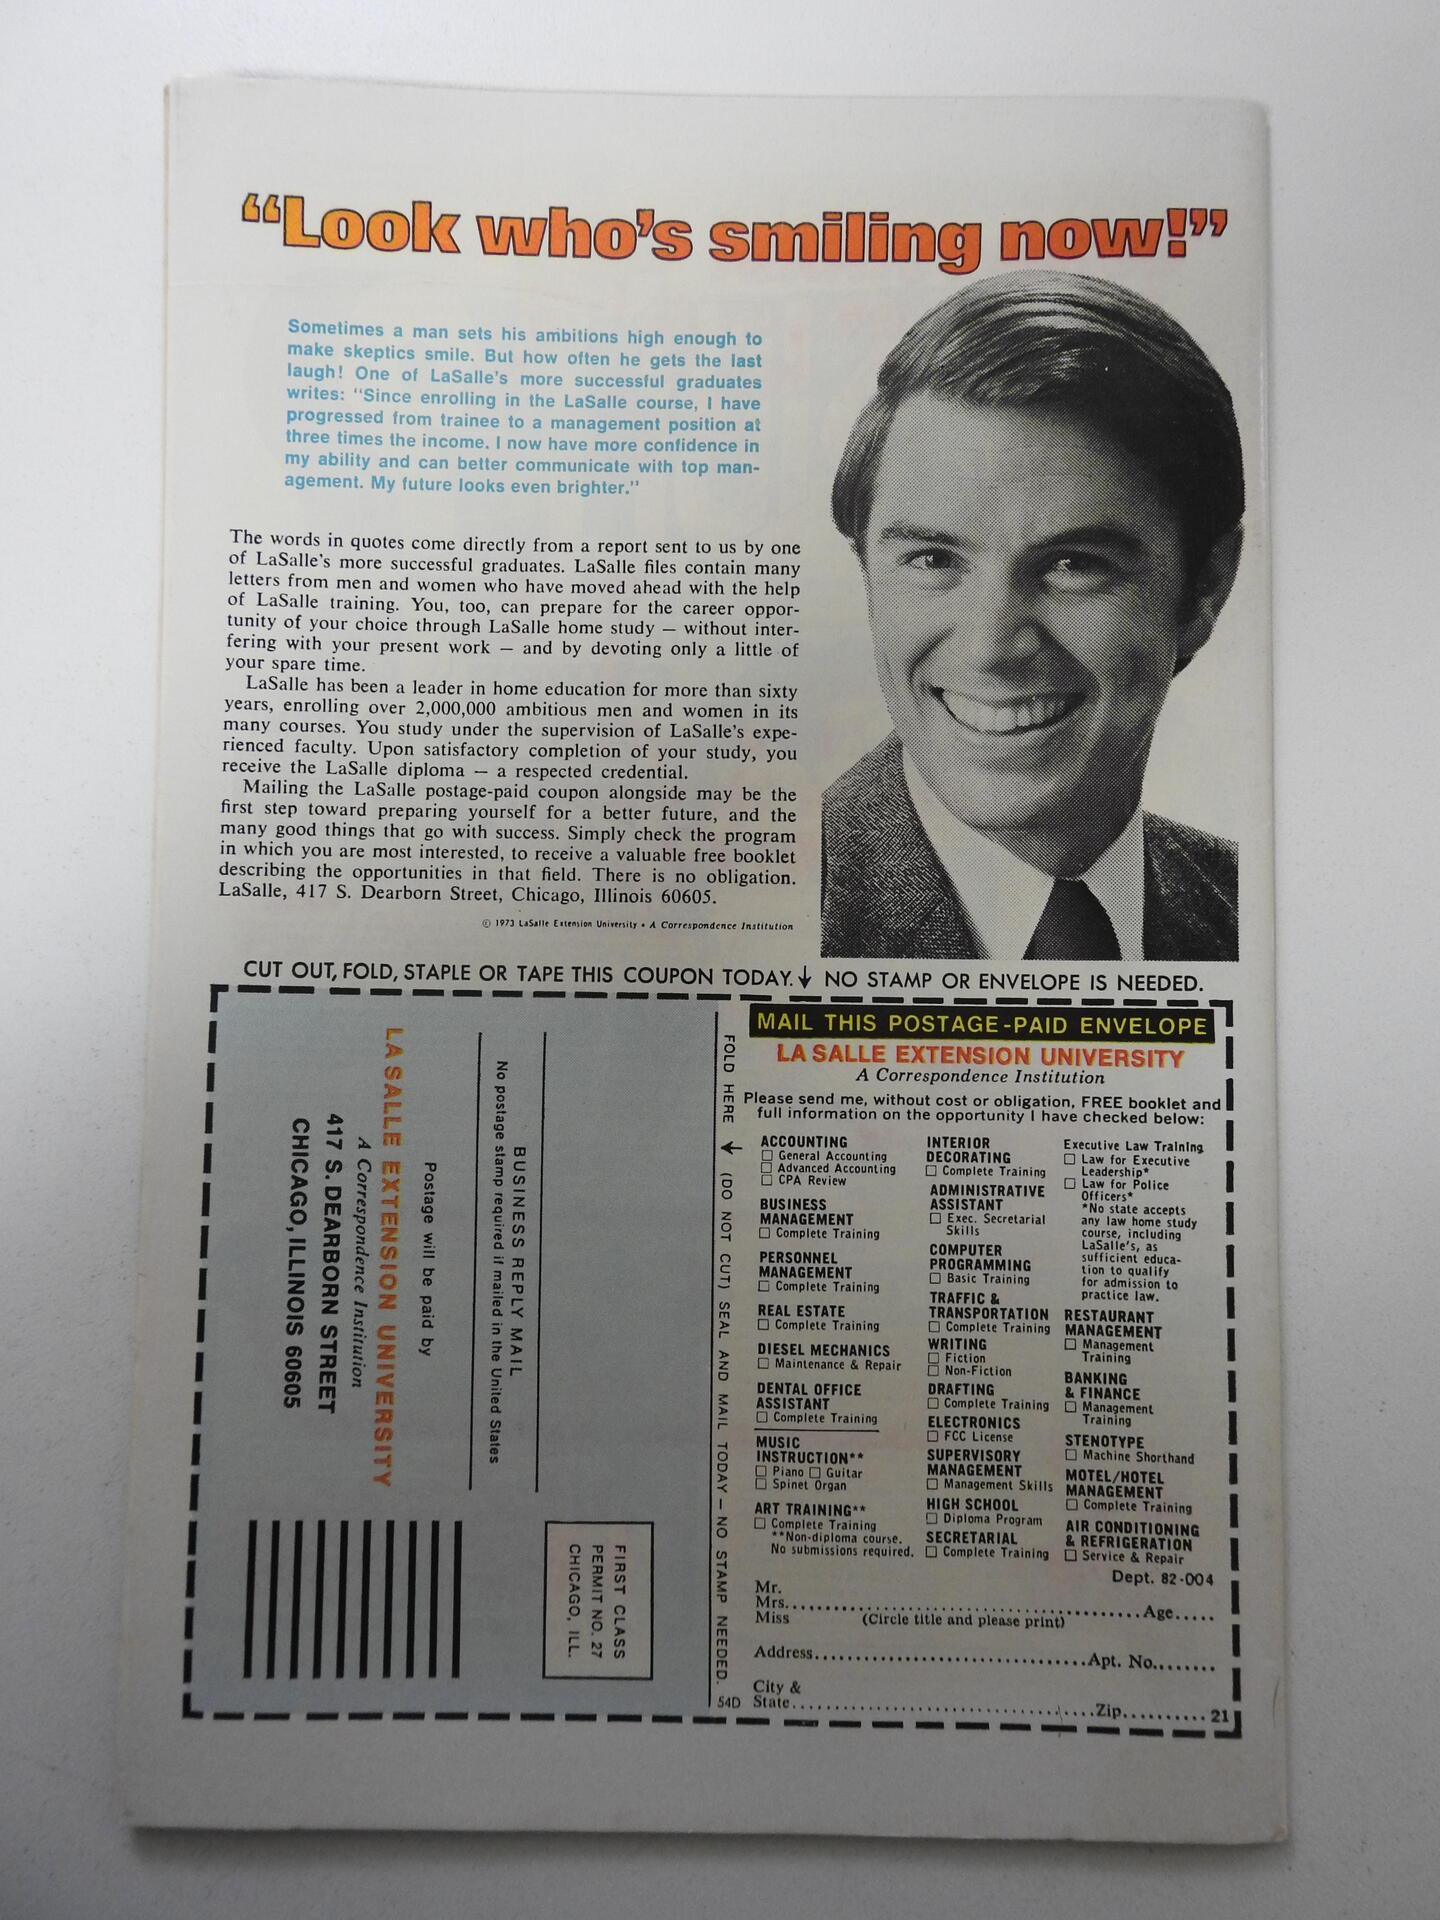 “Look who’s smiling now!”
Sometimes a man sets his ambitions high enough to
make skeptics smile. But how often he gets the last
laugh! One of LaSalle's more successful graduates
writes: "Since enrolling in the LaSalle course, I have
progressed from trainee to a management position at
three times the income. I now have more confidence in
my ability and can better communicate with top man-
agement. My future looks even brighter."
The words in quotes come directly from a report sent to us by one
of LaSalle's more successful graduates. LaSalle files contain many
letters from men and women who have moved ahead with the help
of LaSalle training. You, too, can prepare for the career oppor-
tunity of your choice through LaSalle home study — without inter-
fering with your present work — and by devoting only a little of
your spare time.
LaSalle has been a leader in home education for more than sixty
years, enrolling over 2,000,000 ambitious men and women in its
many courses. You study under the supervision of LaSalle's expe-
rienced faculty. Upon satisfactory completion of your study, you
receive the LaSalle diploma — a respected credential.
Mailing the LaSalle postage-paid coupon alongside may be the
first step toward preparing yourself for a better future, and the
many good things that go with success. Simply check the program
in which you are most interested, to receive a valuable free booklet
describing the opportunities in that field. There is no obligation.
LaSalle, 417 S. Dearborn Street, Chicago, Illinois 60605.
© 1973 LaSalle Extension University • A Correspondence Institution
CUT OUT, FOLD, STAPLE OR TAPE THIS COUPON TODAY. ↓ NO STAMP OR ENVELOPE IS NEEDED.
FIRST CLASS
PERMIT NO. 27
CHICAGO, ILL.
BUSINESS REPLY MAIL
No postage stamp required if mailed in the United States
Postage will be paid by
LA SALLE EXTENSION UNIVERSITY
A Correspondence Institution
417 S. DEARBORN STREET
CHICAGO, ILLINOIS 60605
FOLD HERE ↓ (DO NOT CUT) SEAL AND MAIL TODAY — NO STAMP NEEDED.
54D
MAIL THIS POSTAGE-PAID ENVELOPE
LA SALLE EXTENSION UNIVERSITY
A Correspondence Institution
Please send me, without cost or obligation, FREE booklet and
full information on the opportunity I have checked below:
ACCOUNTING
☐ General Accounting
☐ Advanced Accounting
☐ CPA Review
BUSINESS
MANAGEMENT
☐ Complete Training
PERSONNEL
MANAGEMENT
☐ Complete Training
REAL ESTATE
☐ Complete Training
DIESEL MECHANICS
☐ Maintenance & Repair
DENTAL OFFICE
ASSISTANT
☐ Complete Training
MUSIC
INSTRUCTION**
☐ Piano ☐ Guitar
☐ Spinet Organ
ART TRAINING**
☐ Complete Training
**Non-diploma course.
No submissions required.
INTERIOR
DECORATING
☐ Complete Training
ADMINISTRATIVE
ASSISTANT
☐ Exec. Secretarial
Skills
COMPUTER
PROGRAMMING
☐ Basic Training
TRAFFIC &
TRANSPORTATION
☐ Complete Training
WRITING
☐ Fiction
☐ Non-Fiction
DRAFTING
☐ Complete Training
ELECTRONICS
☐ FCC License
SUPERVISORY
MANAGEMENT
☐ Management Skills
HIGH SCHOOL
☐ Diploma Program
SECRETARIAL
☐ Complete Training
Executive Law Training
☐ Law for Executive
Leadership*
☐ Law for Police
Officers*
*No state accepts
any law home study
course, including
LaSalle's, as
sufficient educa-
tion to qualify
for admission to
practice law.
RESTAURANT
MANAGEMENT
☐ Management
Training
BANKING
& FINANCE
☐ Management
Training
STENOTYPE
☐ Machine Shorthand
MOTEL/HOTEL
MANAGEMENT
☐ Complete Training
AIR CONDITIONING
& REFRIGERATION
☐ Service & Repair
Dept. 82-004
Mr.
Mrs. Age
Miss (Circle title and please print)
Address Apt. No.
City &
State Zip 21